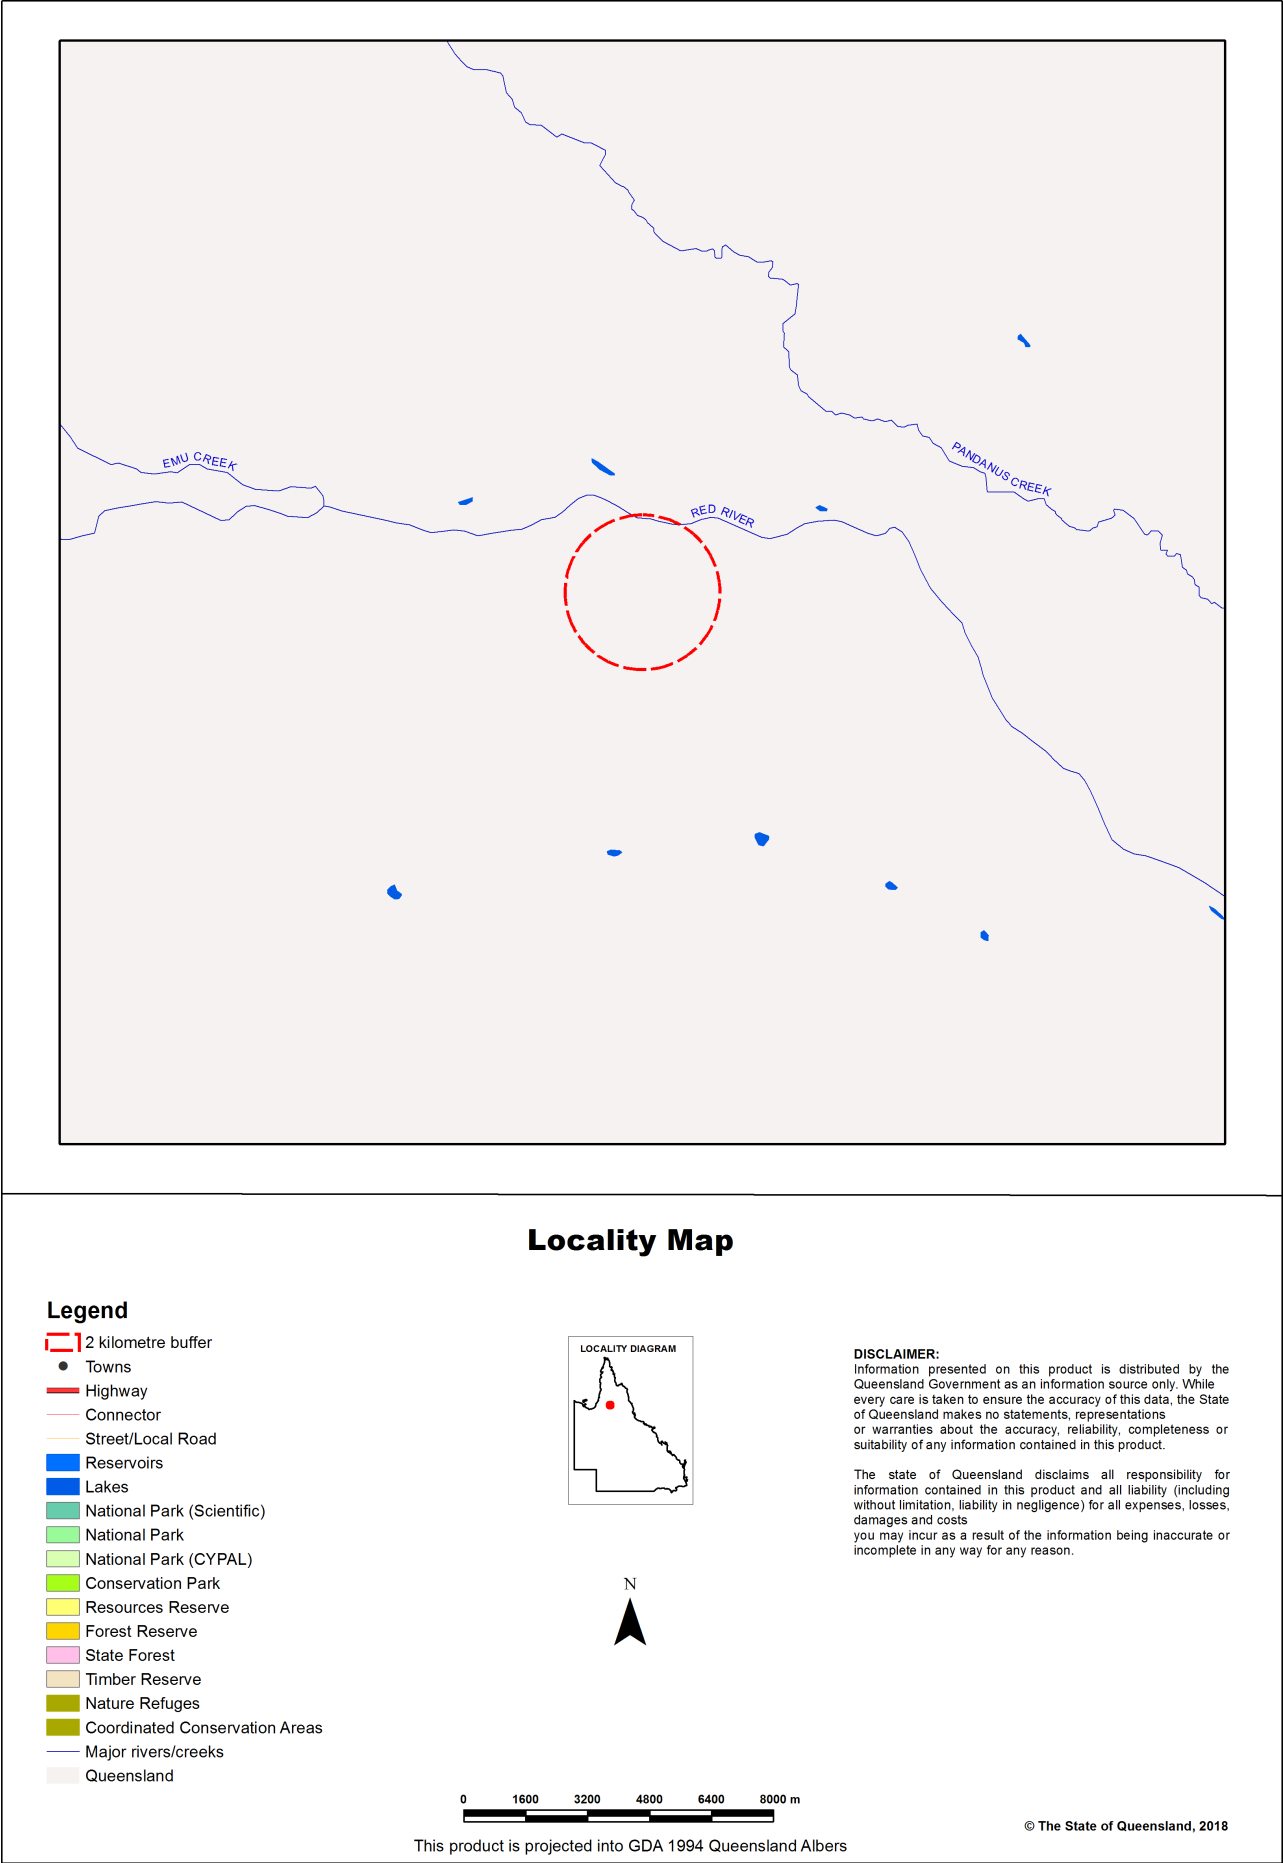 EMU CREEK
PANDANUS CREEK
RED RIVER
Locality Map
Legend
2 kilometre buffer
Towns
Highway
Connector
Street/Local Road
Reservoirs
Lakes
National Park (Scientific)
National Park
National Park (CYPAL)
Conservation Park
Resources Reserve
Forest Reserve
State Forest
Timber Reserve
Nature Refuges
Coordinated Conservation Areas
Major rivers/creeks
Queensland
LOCALITY DIAGRAM
N
0 1600 3200 4800 6400 8000 m
This product is projected into GDA 1994 Queensland Albers
DISCLAIMER:
Information presented on this product is distributed by the
Queensland Government as an information source only. While
every care is taken to ensure the accuracy of this data, the State
of Queensland makes no statements, representations
or warranties about the accuracy, reliability, completeness or
suitability of any information contained in this product.
The state of Queensland disclaims all responsibility for
information contained in this product and all liability (including
without limitation, liability in negligence) for all expenses, losses,
damages and costs
you may incur as a result of the information being inaccurate or
incomplete in any way for any reason.
© The State of Queensland, 2018